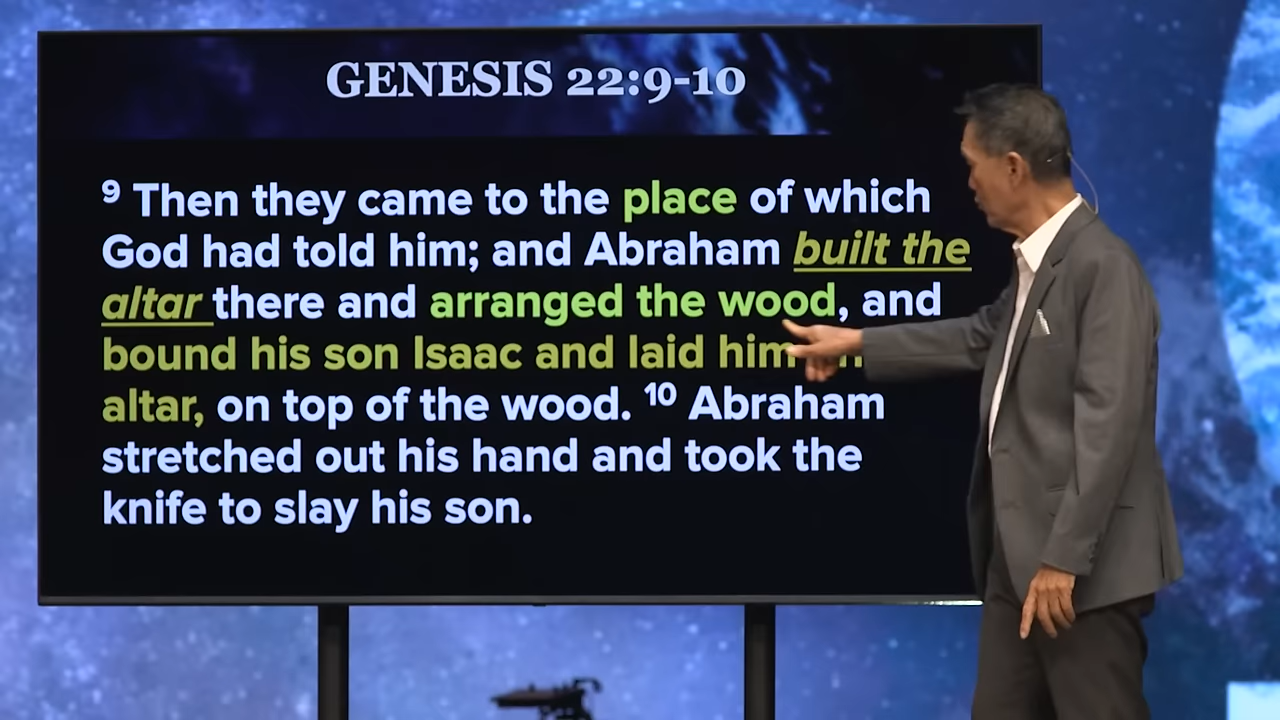 GENESIS 22:9-10
9 Then they came to the place of which
God had told him; and Abraham built the
altar there and arranged the wood, and
bound his son Isaac and laid him
altar, on top of the wood. 10 Abraham
stretched out his hand and took the
knife to slay his son.